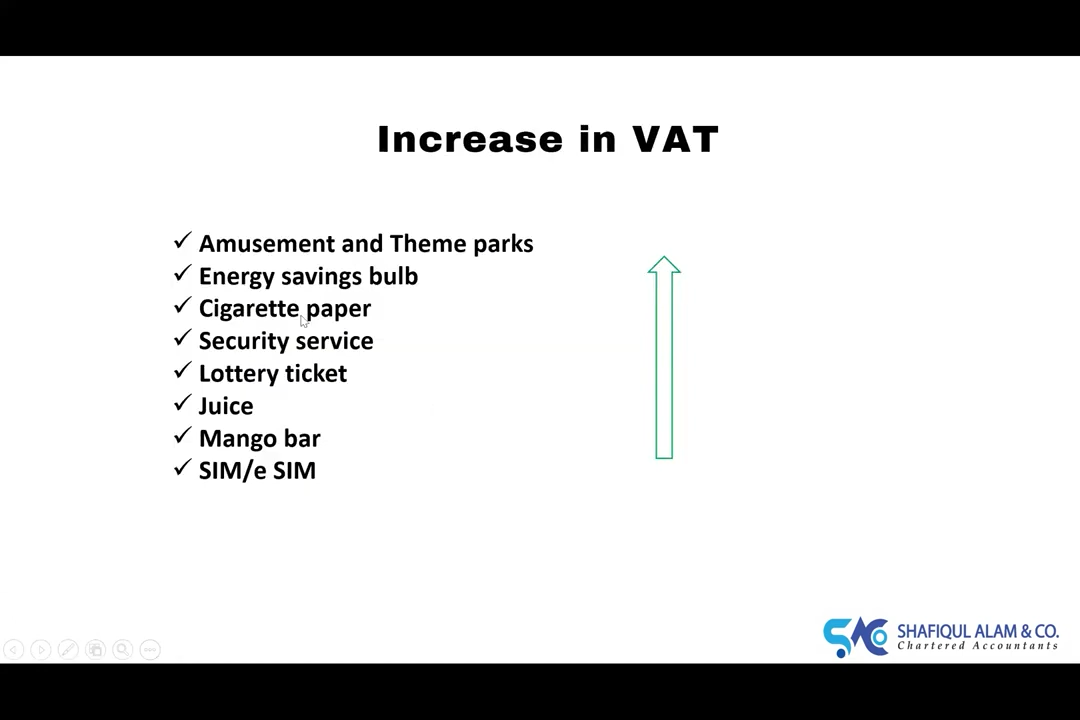 Increase in VAT
✓ Amusement and Theme parks
✓ Energy savings bulb
✓ Cigarette paper
✓ Security service
✓ Lottery ticket
✓ Juice
✓ Mango bar
✓ SIM/e SIM
SHAFIQUL ALAM & CO.
Chartered Accountants